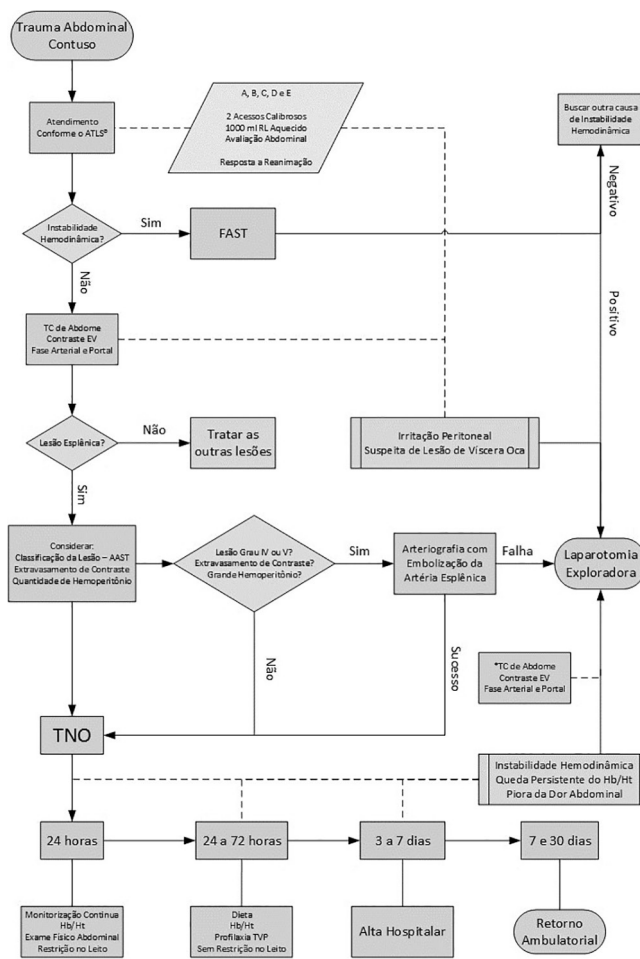 Trauma Abdominal
Contuso
Atendimento
Conforme o ATLS®
A, B, C, D e E
2 Acessos Calibrosos
1000 ml RL Aquecido
Avaliação Abdominal
Resposta a Reanimação
Buscar outra causa
de Instabilidade
Hemodinâmica
Negativo
Instabilidade
Hemodinâmica?
Sim
FAST
Não
Positivo
TC de Abdome
Contraste EV
Fase Arterial e Portal
Lesão Esplênica?
Não
Tratar as
outras lesões
Irritação Peritoneal
Suspeita de Lesão de Víscera Oca
Sim
Considerar:
Classificação da Lesão – AAST
Extravasamento de Contraste
Quantidade de Hemoperitônio
Lesão Grau IV ou V?
Extravasamento de Contraste?
Grande Hemoperitônio?
Sim
Arteriografia com
Embolização da
Artéria Esplênica
Falha
Laparotomia
Exploradora
Não
Sucesso
*TC de Abdome
Contraste EV
Fase Arterial e Portal
TNO
Instabilidade Hemodinâmica
Queda Persistente do Hb/Ht
Piora da Dor Abdominal
24 horas
24 a 72 horas
3 a 7 dias
7 e 30 dias
Monitorização Continua
Hb/Ht
Exame Físico Abdominal
Restrição no Leito
Dieta
Hb/Ht
Profilaxia TVP
Sem Restrição no Leito
Alta Hospitalar
Retorno
Ambulatorial